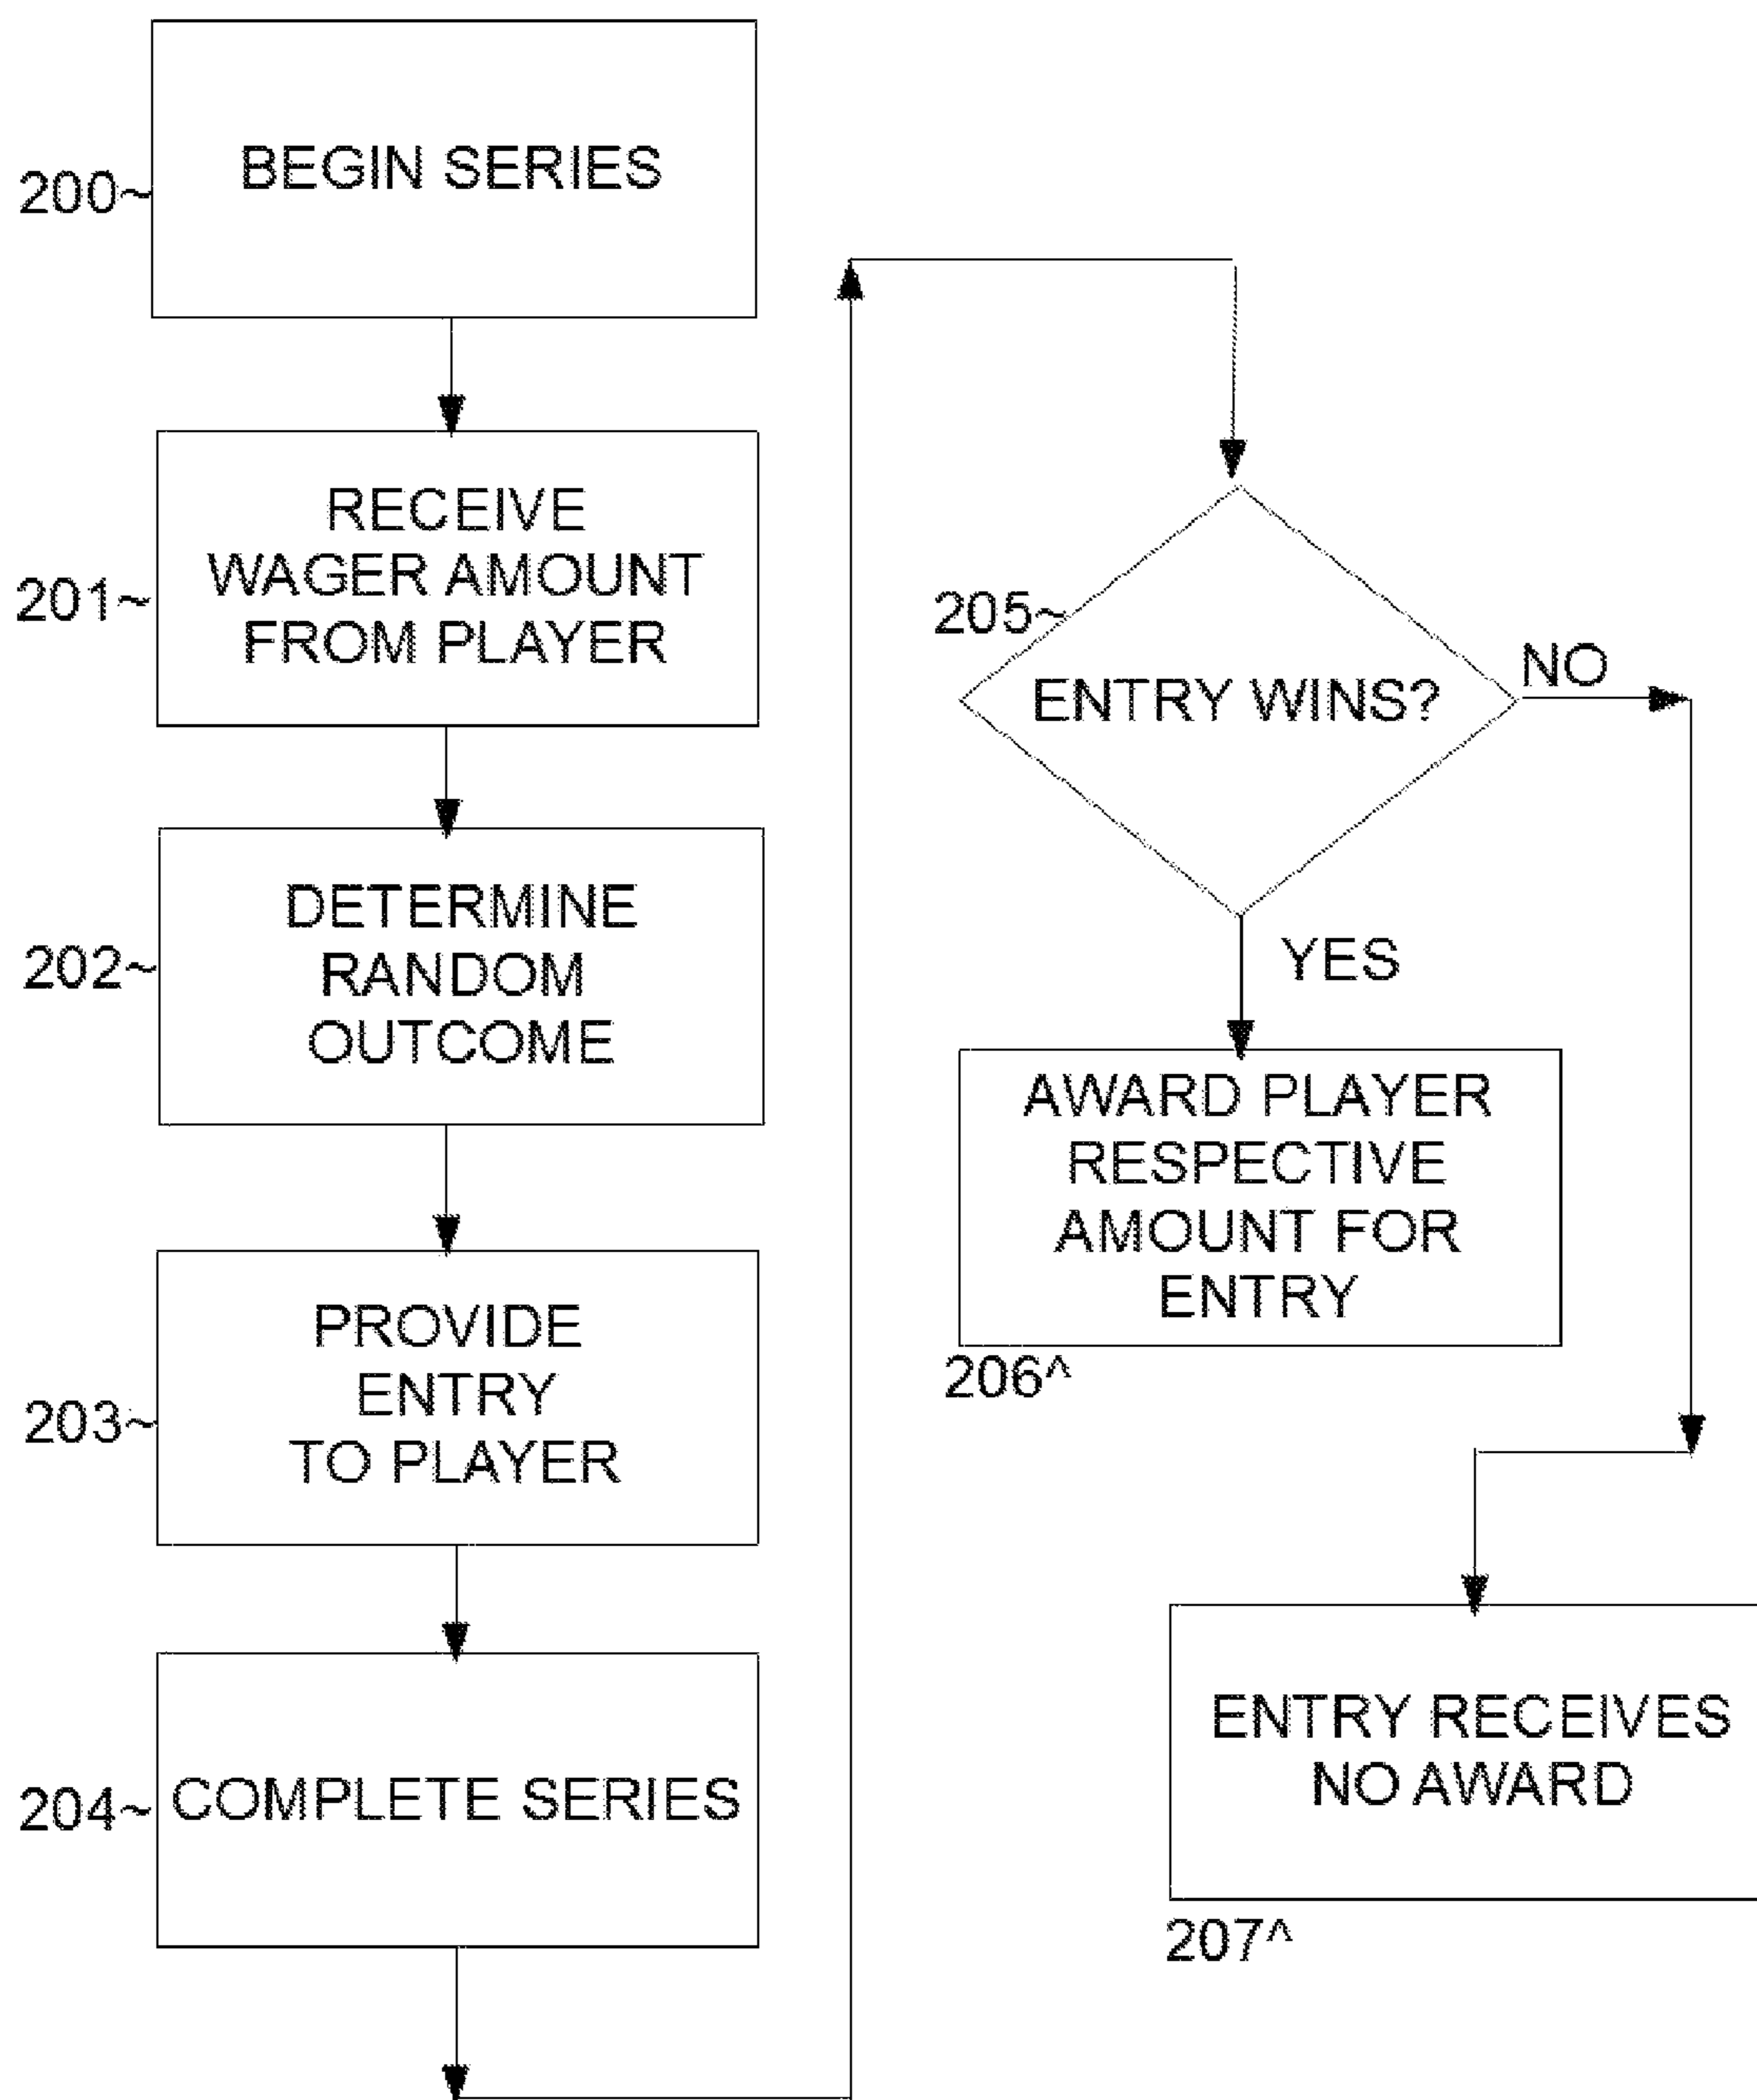 200~
BEGIN SERIES
201~
RECEIVE
WAGER AMOUNT
FROM PLAYER
202~
DETERMINE
RANDOM
OUTCOME
203~
PROVIDE
ENTRY
TO PLAYER
204~
COMPLETE SERIES
205~
ENTRY WINS?
NO
YES
AWARD PLAYER
RESPECTIVE
AMOUNT FOR
ENTRY
206^
ENTRY RECEIVES
NO AWARD
207^